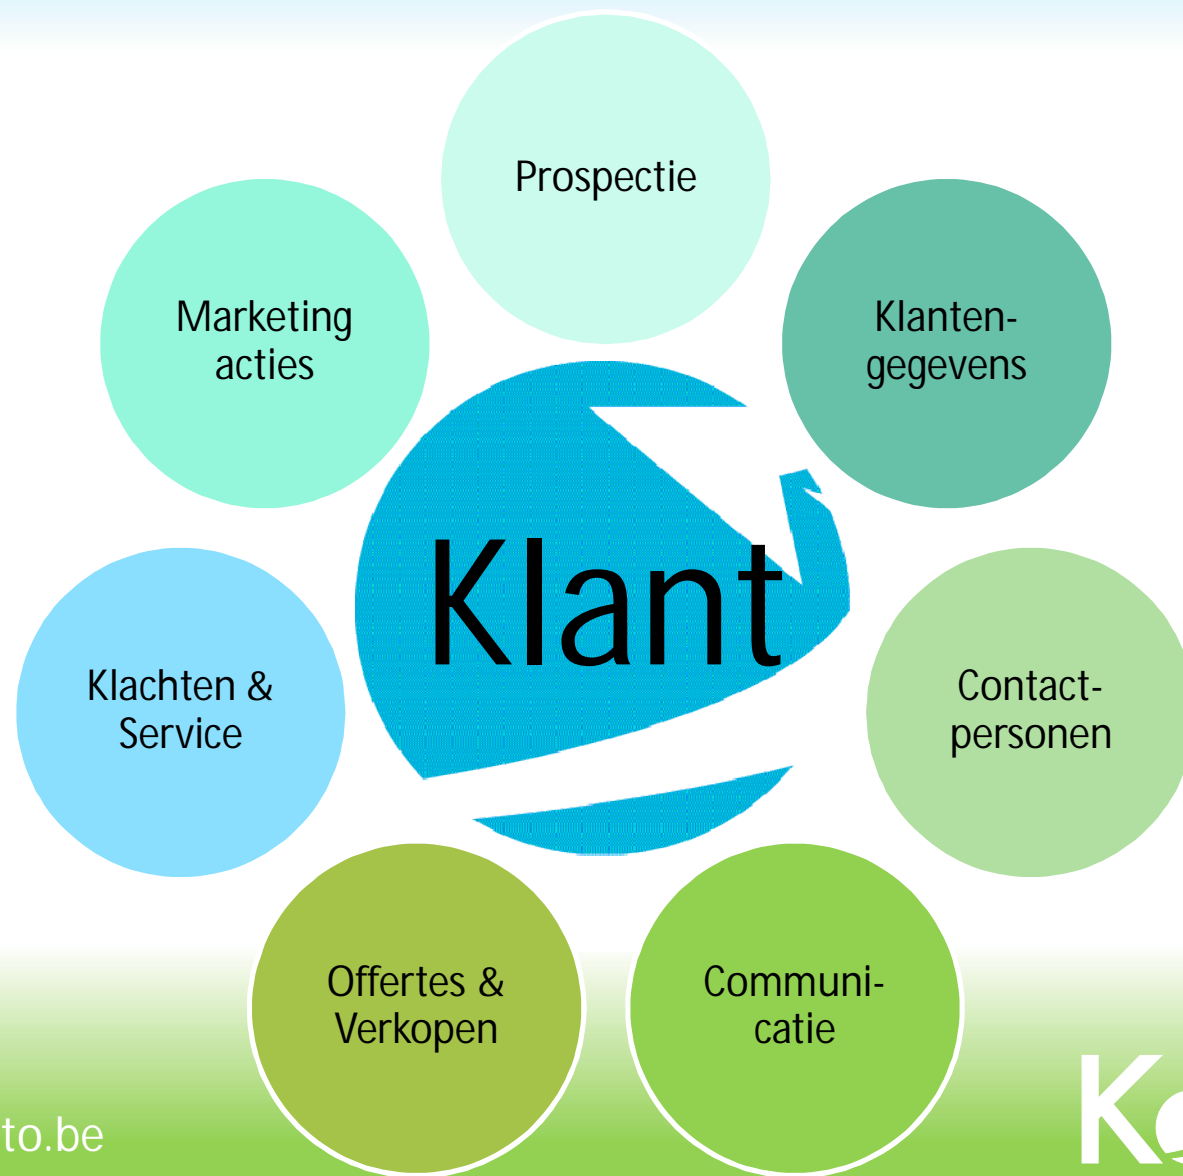 Prospectie
Marketing
acties
Klanten-
gegevens
Klant
Klachten &
Service
Contact-
personen
Offertes &
Verkopen
Communi-
catie
to.be
K